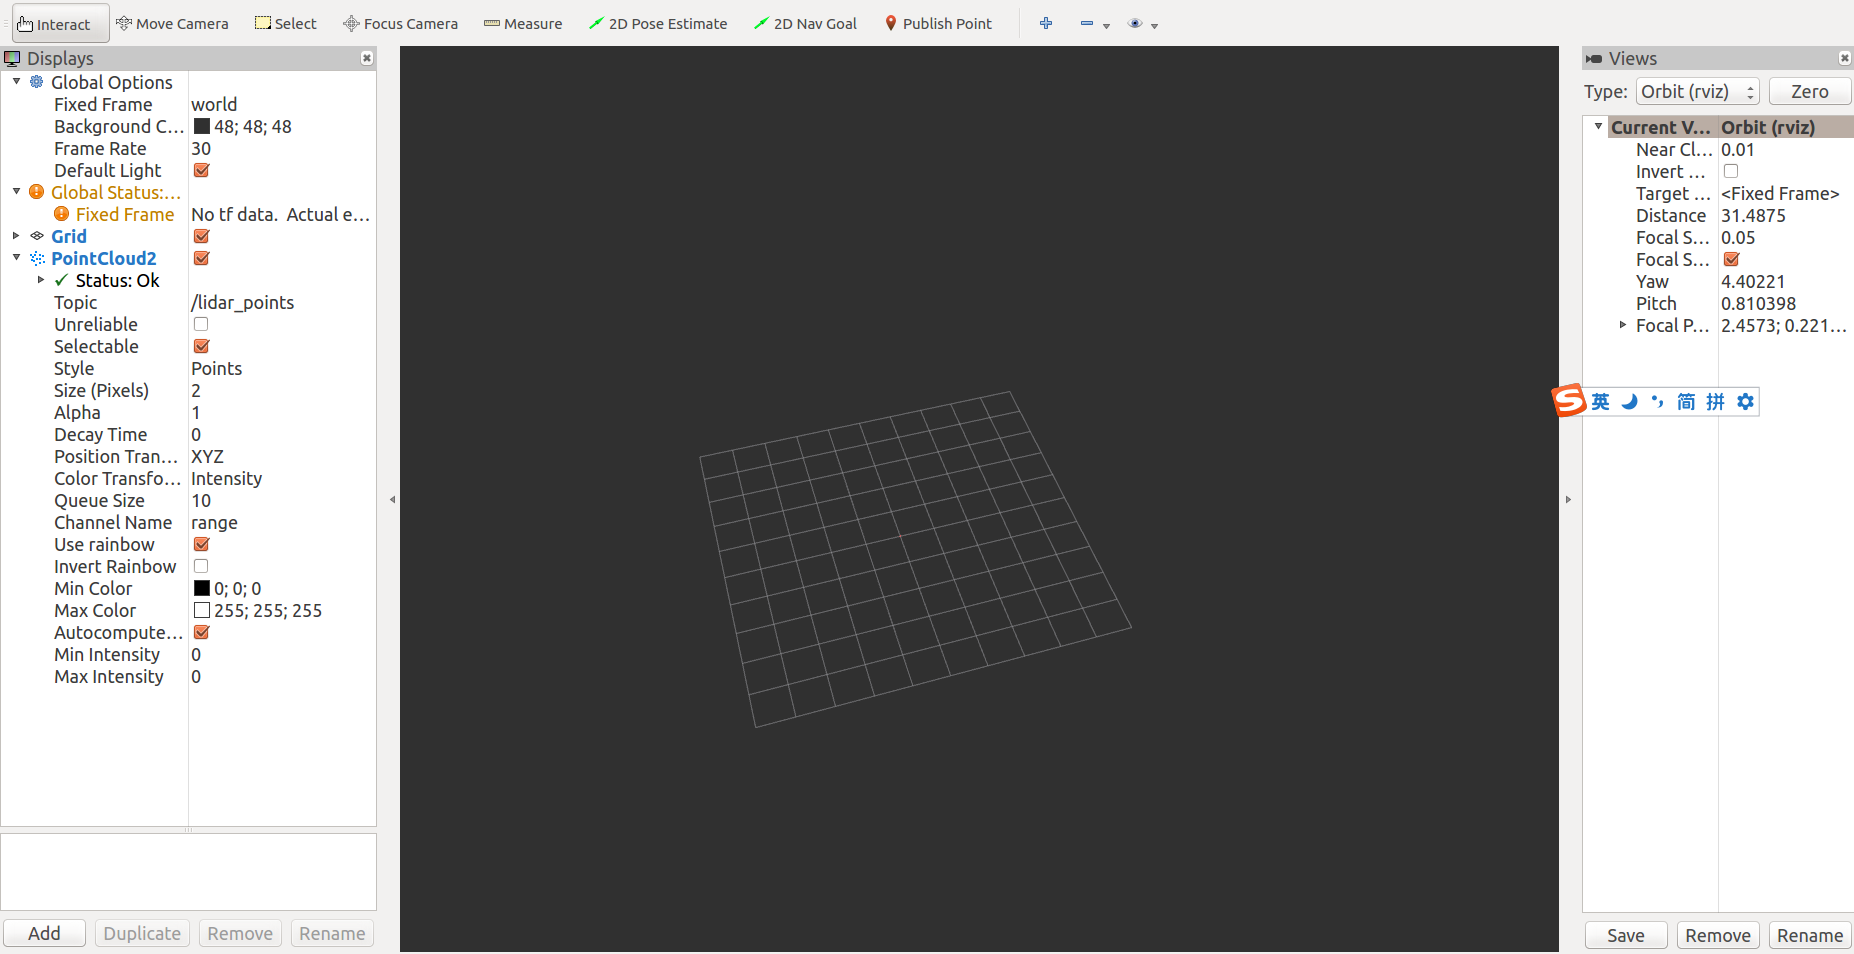 Interact Move Camera Select Focus Camera Measure 2D Pose Estimate 2D Nav Goal Publish Point
Displays
Global Options
Fixed Frame world
Background C... 48; 48; 48
Frame Rate 30
Default Light
Global Status:...
Fixed Frame No tf data. Actual e...
Grid
PointCloud2
Status: Ok
Topic /lidar_points
Unreliable
Selectable
Style Points
Size (Pixels) 2
Alpha 1
Decay Time 0
Position Tran... XYZ
Color Transfo... Intensity
Queue Size 10
Channel Name range
Use rainbow
Invert Rainbow
Min Color 0; 0; 0
Max Color 255; 255; 255
Autocompute...
Min Intensity 0
Max Intensity 0
Add Duplicate Remove Rename
Views
Type: Orbit (rviz) Zero
Current V... Orbit (rviz)
Near Cl... 0.01
Invert ...
Target ... <Fixed Frame>
Distance 31.4875
Focal S... 0.05
Focal S...
Yaw 4.40221
Pitch 0.810398
Focal P... 2.4573; 0.221...
S 英 简 拼
Save Remove Rename